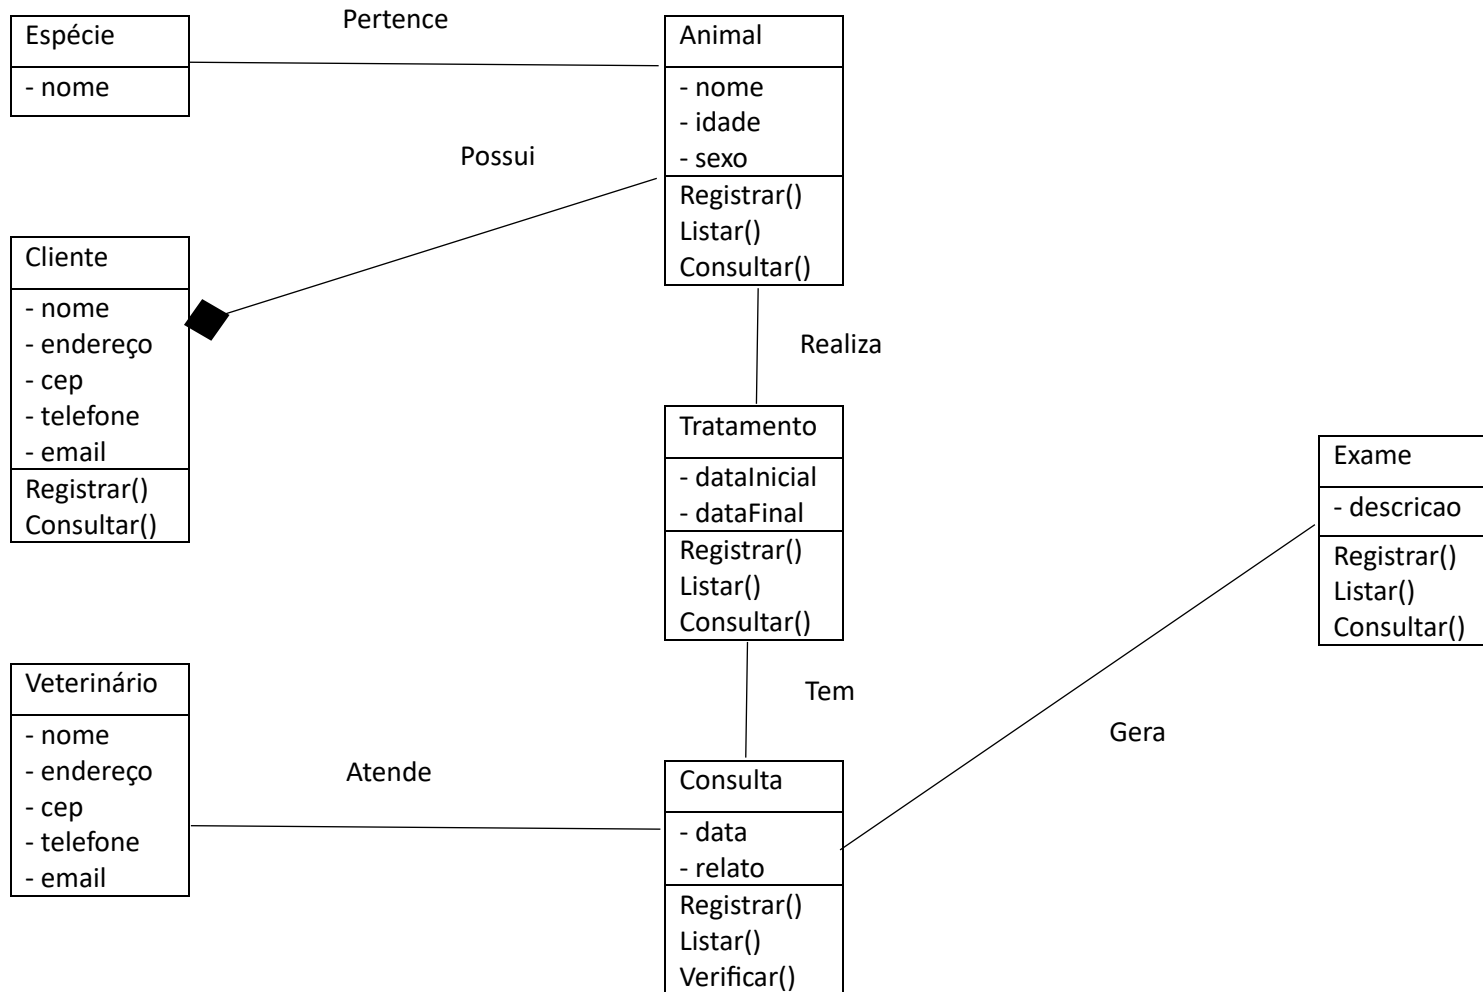 Espécie
- nome
Pertence
Animal
- nome
- idade
- sexo
Registrar()
Listar()
Consultar()
Possui
Cliente
- nome
- endereço
- cep
- telefone
- email
Registrar()
Consultar()
Realiza
Tratamento
- dataInicial
- dataFinal
Registrar()
Listar()
Consultar()
Exame
- descricao
Registrar()
Listar()
Consultar()
Tem
Gera
Veterinário
- nome
- endereço
- cep
- telefone
- email
Atende
Consulta
- data
- relato
Registrar()
Listar()
Verificar()